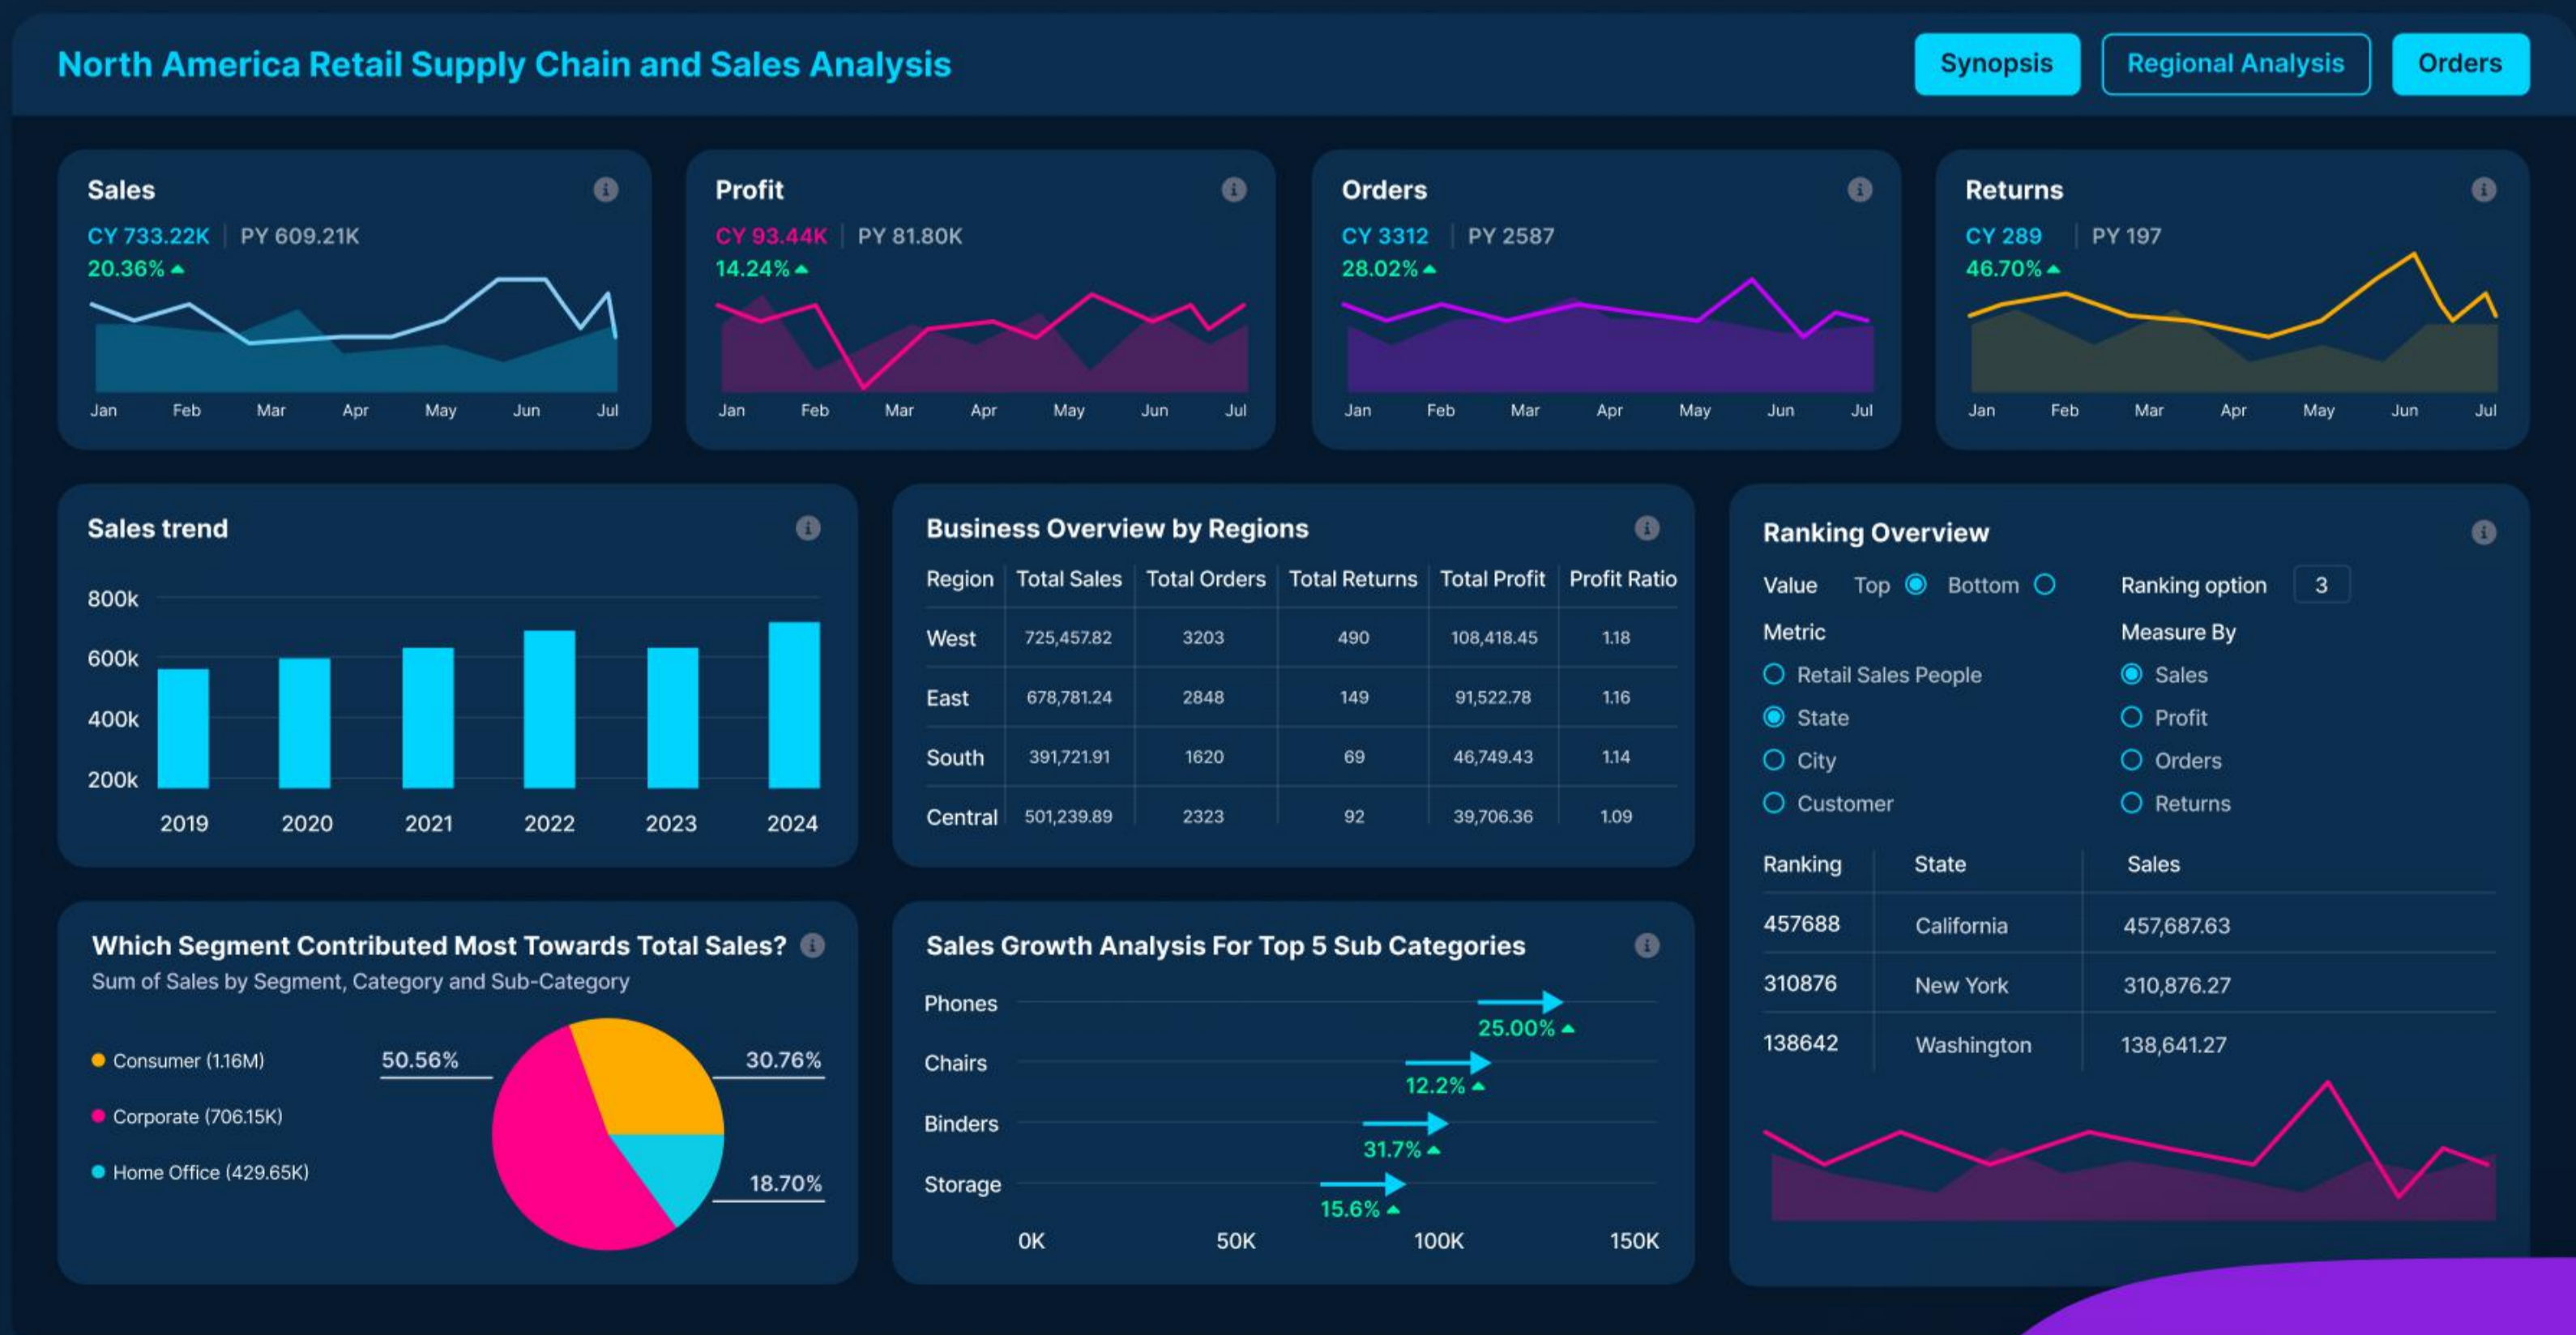 North America Retail Supply Chain and Sales Analysis
Synopsis
Regional Analysis
Orders
Sales
CY 733.22K PY 609.21K
20.36%
Jan Feb Mar Apr May Jun Jul
Profit
CY 93.44K PY 81.80K
14.24%
Jan Feb Mar Apr May Jun Jul
Orders
CY 3312 PY 2587
28.02%
Jan Feb Mar Apr May Jun Jul
Returns
CY 289 PY 197
46.70%
Jan Feb Mar Apr May Jun Jul
Sales trend
800k
600k
400k
200k
2019 2020 2021 2022 2023 2024
Business Overview by Regions
Region Total Sales Total Orders Total Returns Total Profit Profit Ratio
West 725,457.82 3203 490 108,418.45 1.18
East 678,781.24 2848 149 91,522.78 1.16
South 391,721.91 1620 69 46,749.43 1.14
Central 501,239.89 2323 92 39,706.36 1.09
Ranking Overview
Value Top Bottom Ranking option 3
Metric Measure By
Retail Sales People Sales
State Profit
City Orders
Customer Returns
Ranking State Sales
457688 California 457,687.63
310876 New York 310,876.27
138642 Washington 138,641.27
Which Segment Contributed Most Towards Total Sales?
Sum of Sales by Segment, Category and Sub-Category
Consumer (1.16M) 50.56% 30.76%
Corporate (706.15K)
Home Office (429.65K) 18.70%
Sales Growth Analysis For Top 5 Sub Categories
Phones
25.00%
Chairs
12.2%
Binders
31.7%
Storage
15.6%
0K 50K 100K 150K